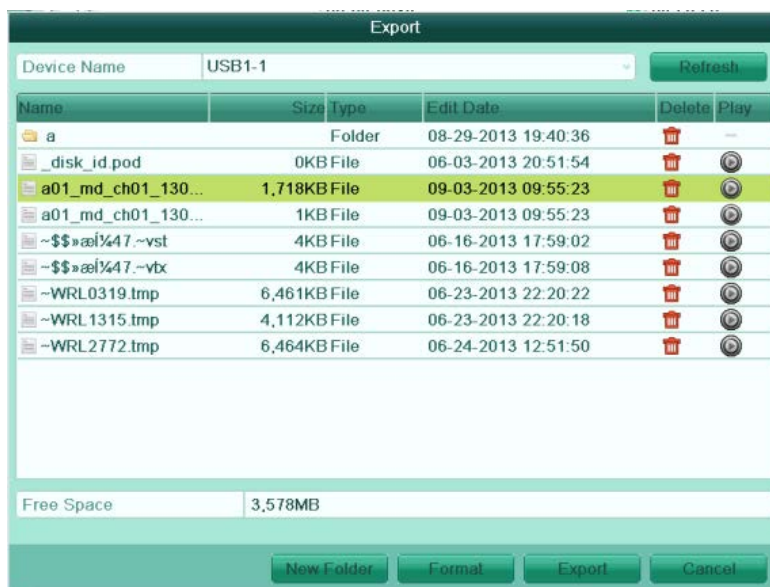 Export
Device Name USB1-1 Refresh
Name Size Type Edit Date Delete Play
a Folder 08-29-2013 19:40:36 —
_disk_id.pod 0KB File 06-03-2013 20:51:54
a01_md_ch01_130... 1,718KB File 09-03-2013 09:55:23
a01_md_ch01_130... 1KB File 09-03-2013 09:55:23
~$$»æÍ¼47.~vst 4KB File 06-16-2013 17:59:02
~$$»æÍ¼47.~vtx 4KB File 06-16-2013 17:59:08
~WRL0319.tmp 6,461KB File 06-23-2013 22:20:22
~WRL1315.tmp 4,112KB File 06-23-2013 22:20:18
~WRL2772.tmp 6,464KB File 06-24-2013 12:51:50
Free Space 3,578MB
New Folder Format Export Cancel